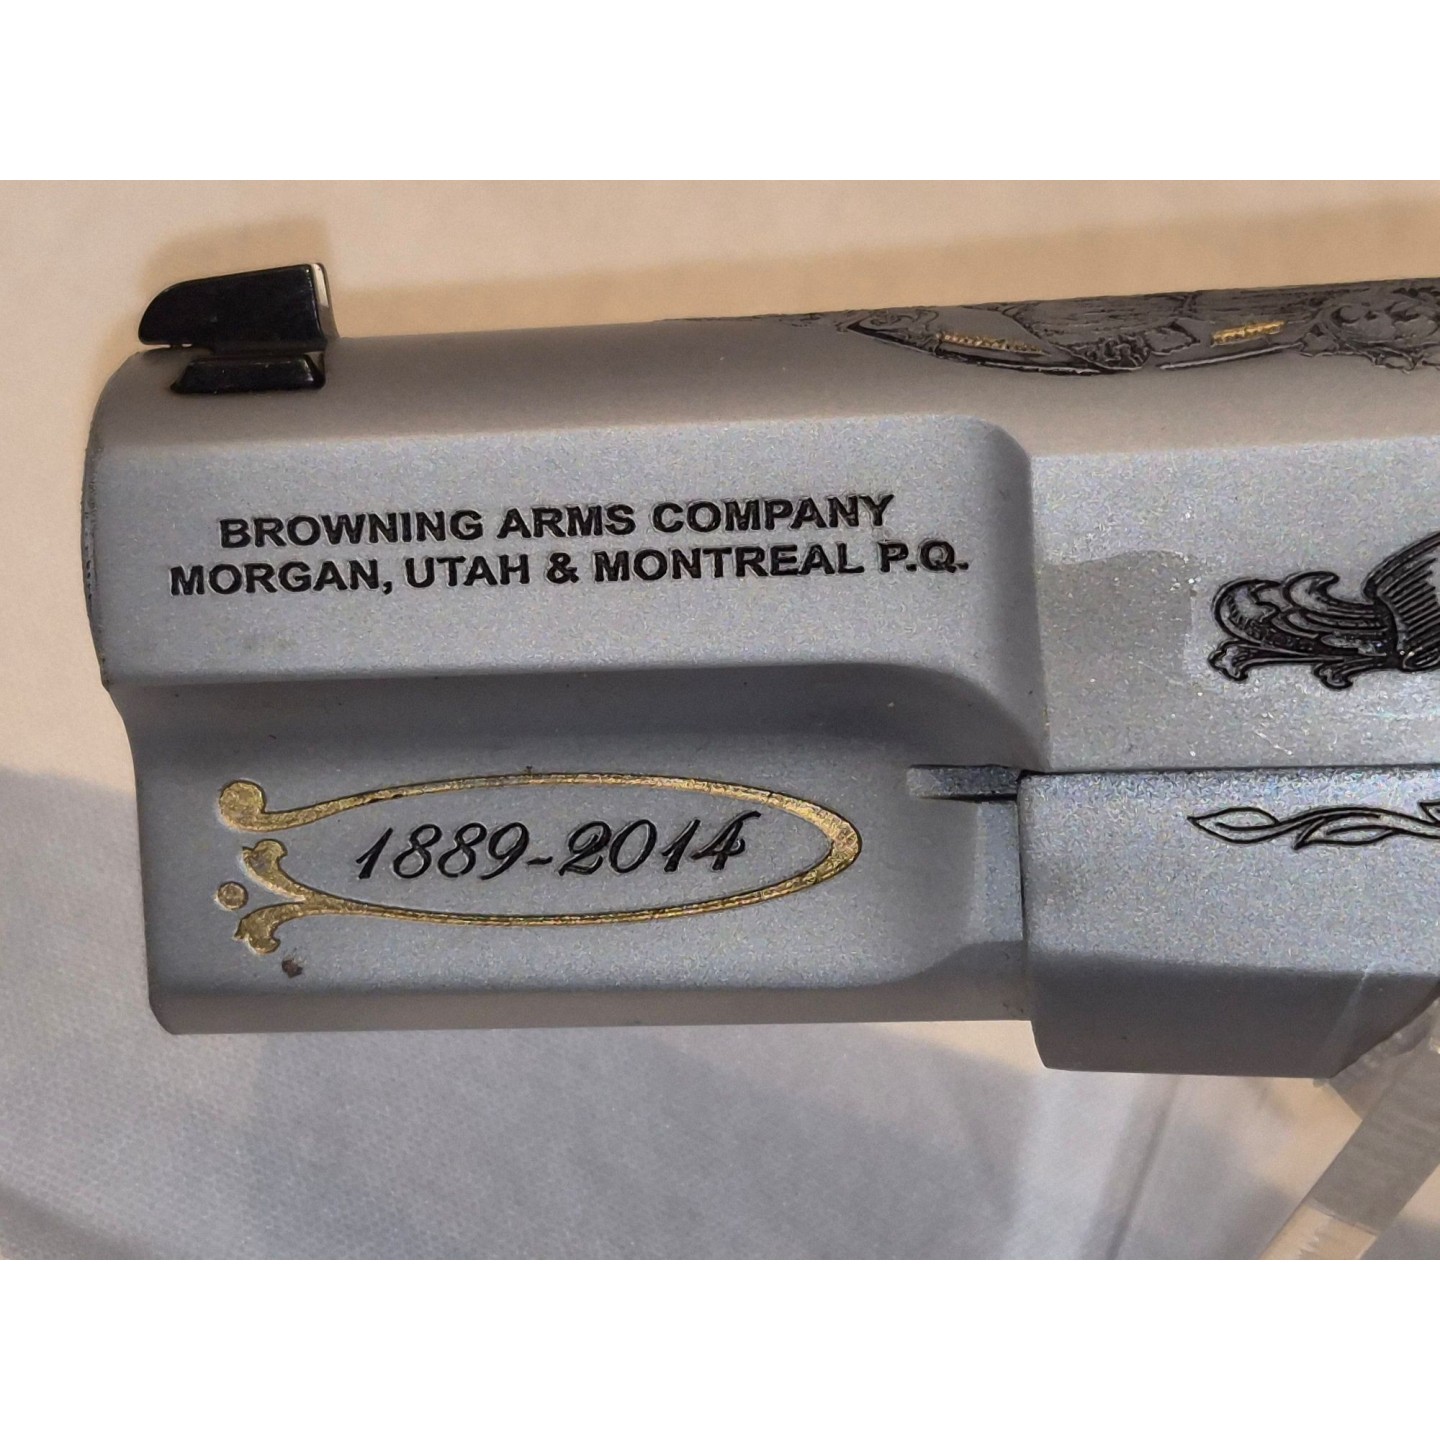 BROWNING ARMS COMPANY
MORGAN, UTAH & MONTREAL P.Q.
1889-2014